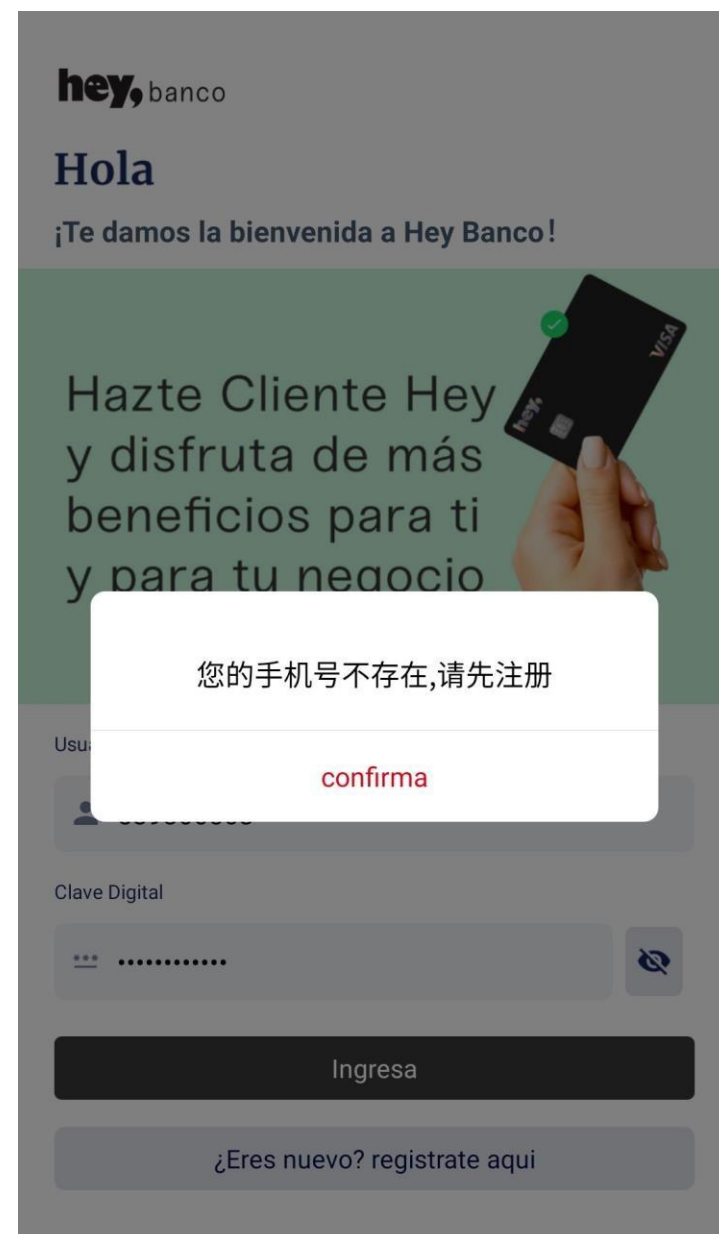 hey, banco
Hola
¡Te damos la bienvenida a Hey Banco!
VISA
hey,
Hazte Cliente Hey
y disfruta de más
beneficios para ti
y para tu negocio
您的手机号不存在,请先注册
confirma
Clave Digital
••••••••••••
Ingresa
¿Eres nuevo? registrate aqui